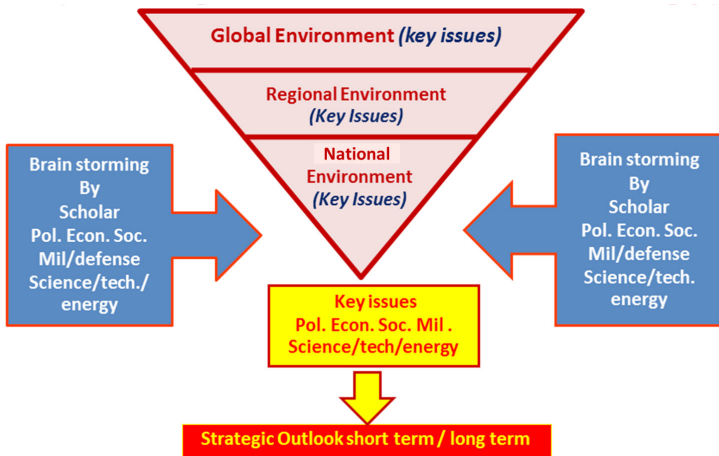 Global Environment (key issues)
Regional Environment
(Key Issues)
National
Environment
(Key Issues)
Brain storming
By
Scholar
Pol. Econ. Soc.
Mil/defense
Science/tech./
energy
Brain storming
By
Scholar
Pol. Econ. Soc.
Mil/defense
Science/tech.
energy
Key issues
Pol. Econ. Soc. Mil .
Science/tech/energy
Strategic Outlook short term / long term